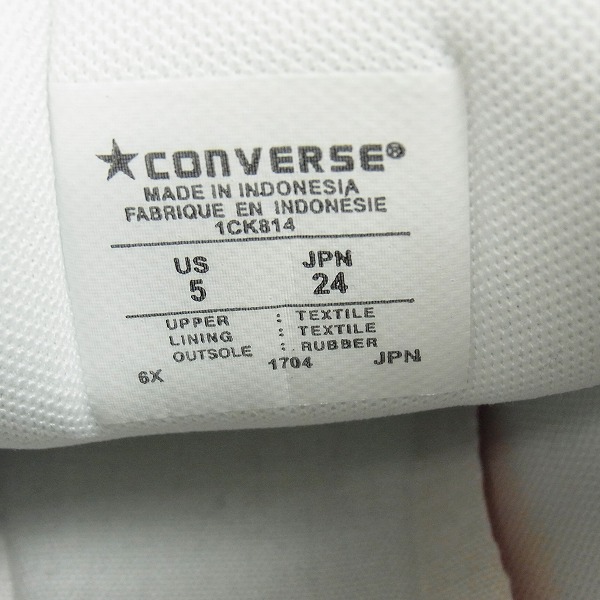 ★CONVERSE®
MADE IN INDONESIA
FABRIQUE EN INDONESIE
1CK814
US JPN
5 24
UPPER : TEXTILE
LINING : TEXTILE
OUTSOLE : RUBBER
6X 1704 JPN